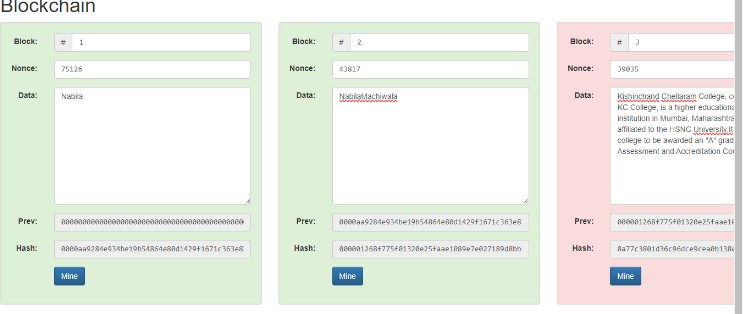 Blockchain
Block: # 1
Nonce: 75126
Data: Nabila
Prev: 0000000000000000000000000000000000000000000000
Hash: 0000aa9284e934be19b54864e80d1429f1671c363e8
Mine
Block: # 2
Nonce: 43817
Data: NabilaMachiwala
Prev: 0000aa9284e934be19b54864e80d1429f1671c363e8
Hash: 000001268f775f01320e25faae1089e7e027189d8bb
Mine
Block: # 3
Nonce: 39035
Data: Kishinchand Chellaram College, c
KC College, is a higher educationa
institution in Mumbai, Maharashtra
affiliated to the HSNC University.It
college to be awarded an "A" grad
Assessment and Accreditation Cou
Prev: 000001268f775f01320e25faae1
Hash: 8a77c3801d36c96dce9cea0b138
Mine